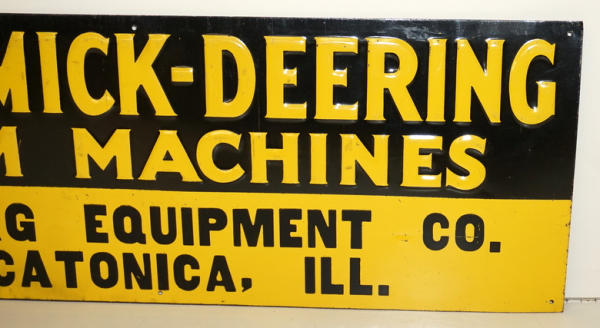 MICK-DEERING
M MACHINES
G EQUIPMENT CO.
CATONICA, ILL.